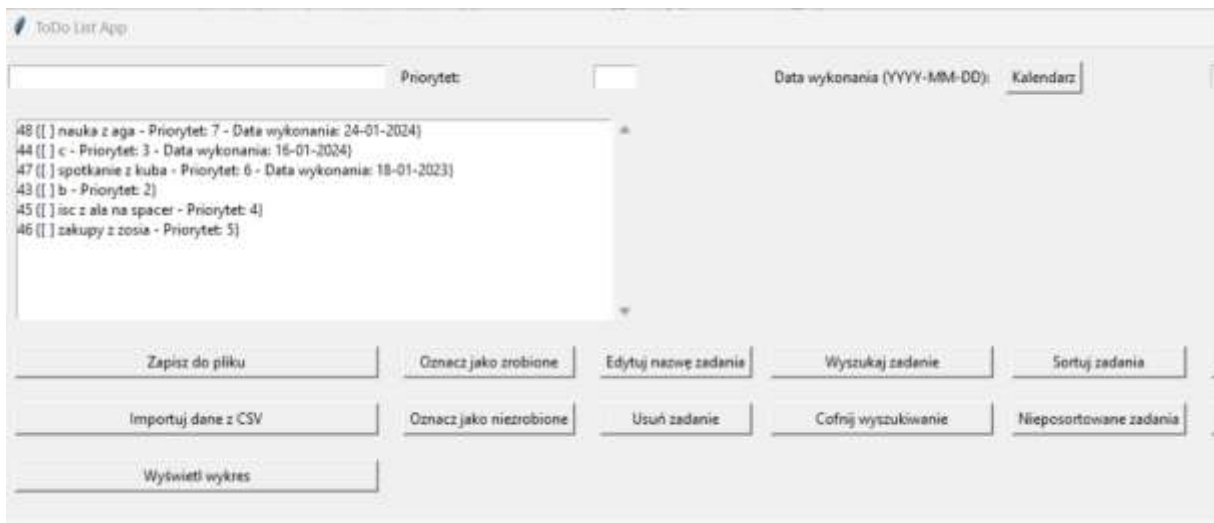 ToDo List App
Priorytet: Data wykonania (YYYY-MM-DD): Kalendarz
48 {[ ] nauka z aga - Priorytet: 7 - Data wykonania: 24-01-2024}
44 {[ ] c - Priorytet: 3 - Data wykonania: 16-01-2024}
47 {[ ] spotkanie z kuba - Priorytet: 6 - Data wykonania: 18-01-2023}
43 {[ ] b - Priorytet: 2}
45 {[ ] isc z ala na spacer - Priorytet: 4}
46 {[ ] zakupy z zosia - Priorytet: 5}
Zapisz do pliku Oznacz jako zrobione Edytuj nazwę zadania Wyszukaj zadanie Sortuj zadania
Importuj dane z CSV Oznacz jako niezrobione Usuń zadanie Cofnij wyszukiwanie Nieposortowane zadania
Wyświetl wykres